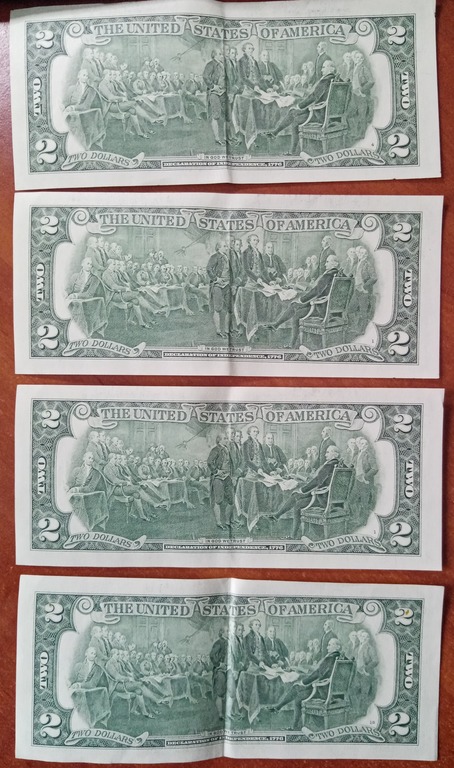 2 THE UNITED STATES OF AMERICA 2
TWO TWO
2 TWO DOLLARS IN GOD WE TRUST TWO DOLLARS 2
DECLARATION OF INDEPENDENCE, 1776
2 THE UNITED STATES OF AMERICA 2
TWO TWO
2 TWO DOLLARS IN GOD WE TRUST TWO DOLLARS 2
DECLARATION OF INDEPENDENCE, 1776
2 THE UNITED STATES OF AMERICA 2
TWO TWO
2 TWO DOLLARS IN GOD WE TRUST TWO DOLLARS 2
DECLARATION OF INDEPENDENCE, 1776
2 THE UNITED STATES OF AMERICA 2
TWO TWO
2 TWO DOLLARS IN GOD WE TRUST TWO DOLLARS 2
DECLARATION OF INDEPENDENCE, 1776